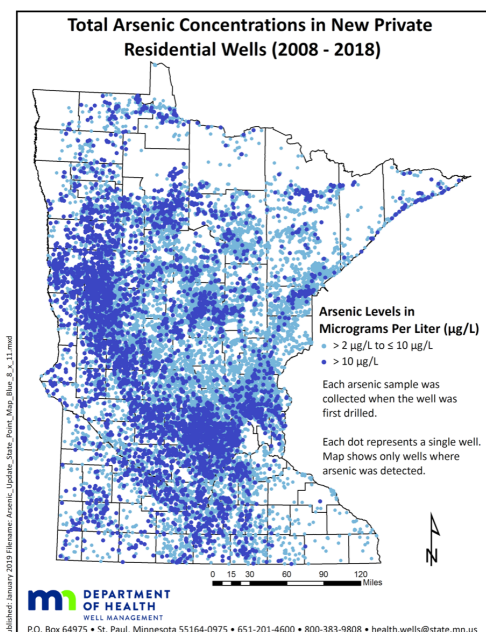 Total Arsenic Concentrations in New Private
Residential Wells (2008 - 2018)
Arsenic Levels in
Micrograms Per Liter (µg/L)
> 2 µg/L to ≤ 10 µg/L
> 10 µg/L
Each arsenic sample was
collected when the well was
first drilled.
Each dot represents a single well.
Map shows only wells where
arsenic was detected.
N
0 15 30 60 90 120
Miles
ublished: January 2019 Filename: Arsenic_Update_State_Point_Map_Blue_8_x_11.mxd
mn
DEPARTMENT
OF HEALTH
WELL MANAGEMENT
P.O. Box 64975 • St. Paul, Minnesota 55164-0975 • 651-201-4600 • 800-383-9808 • health.wells@state.mn.us